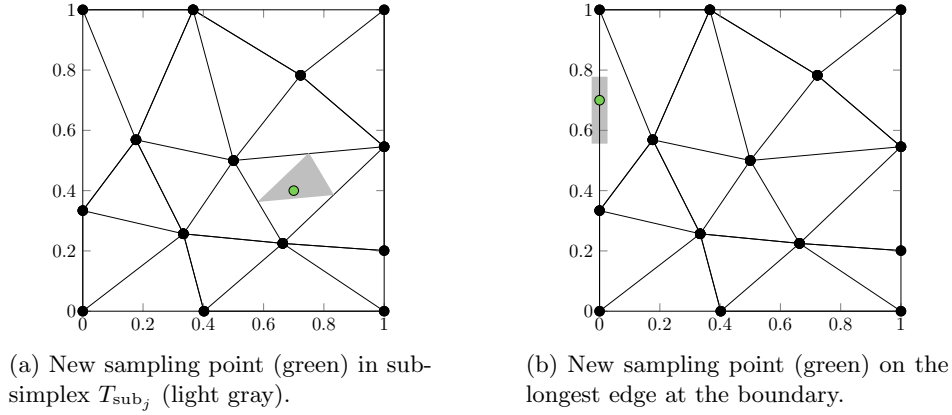 1
0.8
0.6
0.4
0.2
0
0 0.2 0.4 0.6 0.8 1
1
0.8
0.6
0.4
0.2
0
0 0.2 0.4 0.6 0.8 1
(a) New sampling point (green) in sub-
simplex T_{sub_j} (light gray).
(b) New sampling point (green) on the
longest edge at the boundary.